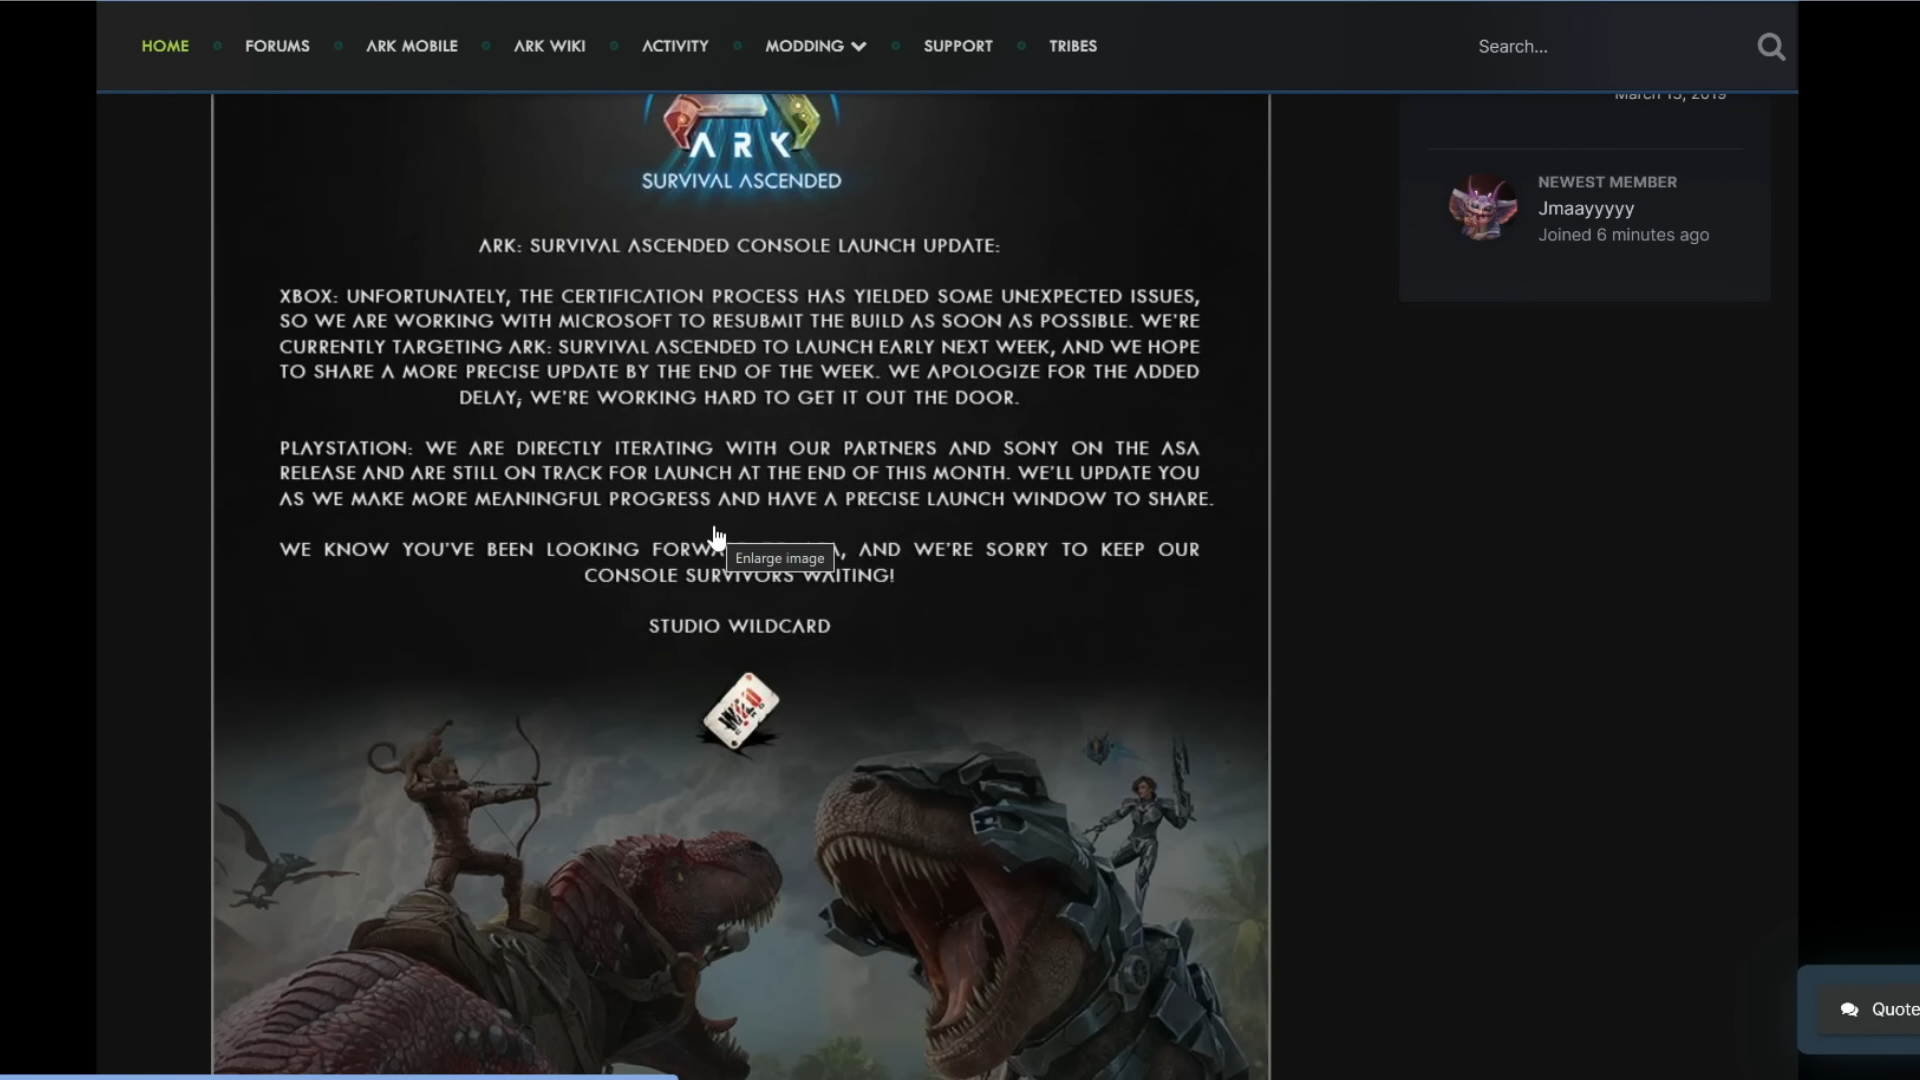 HOME
FORUMS
ARK MOBILE
ARK WIKI
ACTIVITY
MODDING
SUPPORT
TRIBES
Search...
March 15, 2019
NEWEST MEMBER
Jmaayyyyy
Joined 6 minutes ago
ARK
SURVIVAL ASCENDED
ARK: SURVIVAL ASCENDED CONSOLE LAUNCH UPDATE:
XBOX: UNFORTUNATELY, THE CERTIFICATION PROCESS HAS YIELDED SOME UNEXPECTED ISSUES,
SO WE ARE WORKING WITH MICROSOFT TO RESUBMIT THE BUILD AS SOON AS POSSIBLE. WE'RE
CURRENTLY TARGETING ARK: SURVIVAL ASCENDED TO LAUNCH EARLY NEXT WEEK, AND WE HOPE
TO SHARE A MORE PRECISE UPDATE BY THE END OF THE WEEK. WE APOLOGIZE FOR THE ADDED
DELAY; WE'RE WORKING HARD TO GET IT OUT THE DOOR.
PLAYSTATION: WE ARE DIRECTLY ITERATING WITH OUR PARTNERS AND SONY ON THE ASA
RELEASE AND ARE STILL ON TRACK FOR LAUNCH AT THE END OF THIS MONTH. WE'LL UPDATE YOU
AS WE MAKE MORE MEANINGFUL PROGRESS AND HAVE A PRECISE LAUNCH WINDOW TO SHARE.
WE KNOW YOU'VE BEEN LOOKING AND WE'RE SORRY TO KEEP OUR
Enlarge image
CONSOLE SURVIVORS WAITING!
STUDIO WILDCARD
WILD
Quote